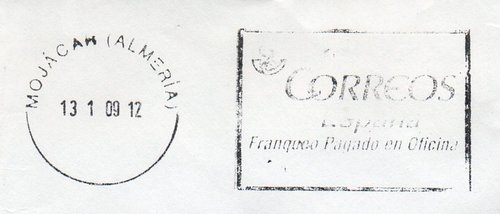 MOJÁCAR (ALMERÍA)
13 1 09 12
CORREOS
España
Franqueo Pagado en Oficina